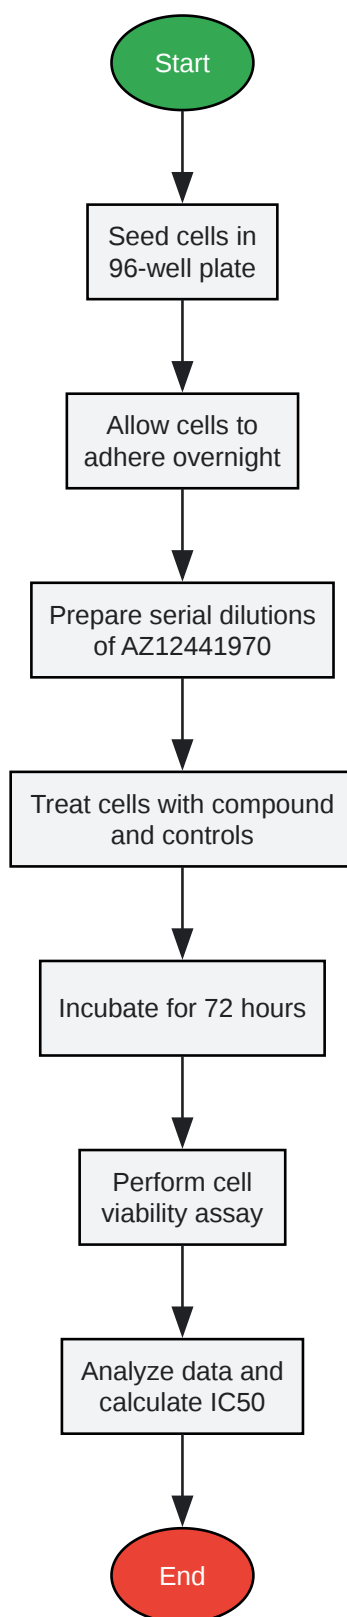 Start
Seed cells in
96-well plate
Allow cells to
adhere overnight
Prepare serial dilutions
of AZ12441970
Treat cells with compound
and controls
Incubate for 72 hours
Perform cell
viability assay
Analyze data and
calculate IC50
End